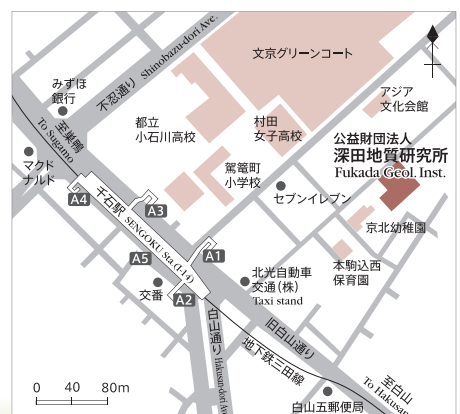 不忍通り Shinobazu-dori Ave.
文京グリーンコート
みずほ
銀行
至巣鴨
To Sugamo
都立
小石川高校
村田
女子高校
アジア
文化会館
公益財団法人
深田地質研究所
Fukada Geol. Inst.
マクド
ナルド
駕籠町
小学校
セブンイレブン
A4
千石駅 SENGOKU Sta.(I-14)
A3
京北幼稚園
A5
A1
本駒込西
保育園
交番
A2
北光自動車
交通(株)
Taxi stand
白山通り Hakusan-dori Av
旧白山通り
地下鉄三田線
至白山
To Hakusan
白山五郵便局
0 40 80m